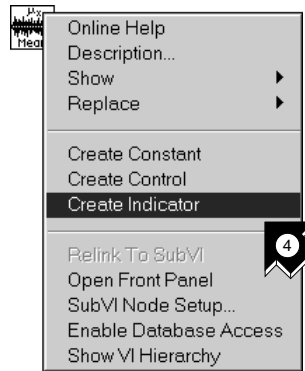 μx
Mean
Online Help
Description...
Show
Replace
Create Constant
Create Control
Create Indicator
4
Relink To SubVI
Open Front Panel
SubVI Node Setup...
Enable Database Access
Show VI Hierarchy